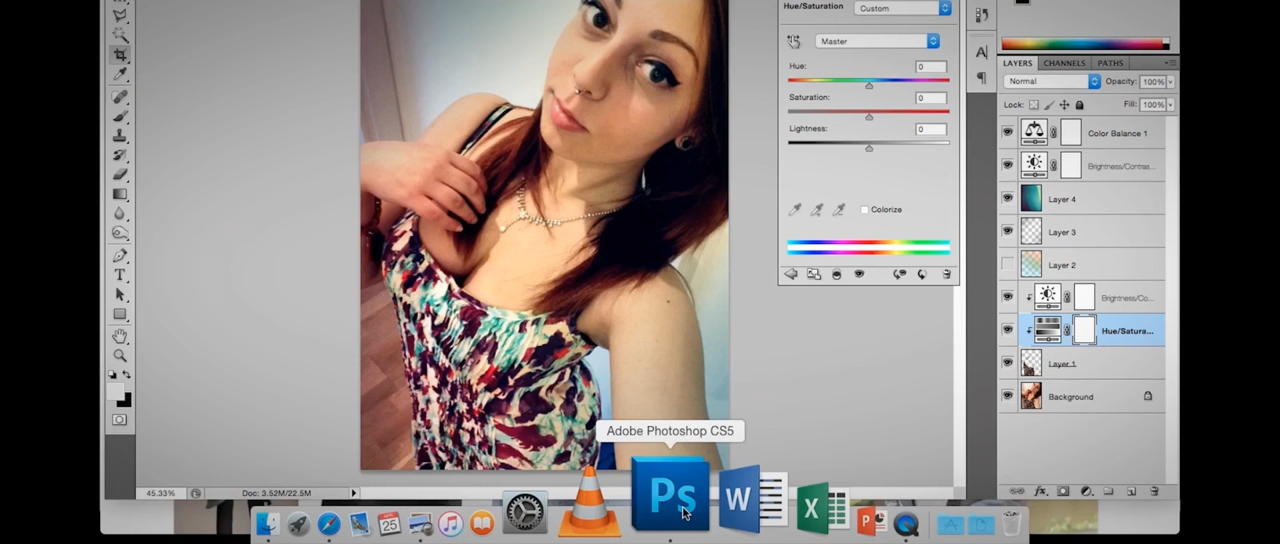 Hue/Saturation
Custom
Master
Hue:
0
Saturation:
0
Lightness:
0
Colorize
A
LAYERS
CHANNELS
PATHS
Normal
Opacity: 100%
Lock:
Fill: 100%
Color Balance 1
Brightness/Contras...
Layer 4
Layer 3
Layer 2
Brightness/Co...
Hue/Satura...
Layer 1
Background
T
45.33%
Doc: 3.52M/22.5M
Adobe Photoshop CS5
25
Ps
W
X
P